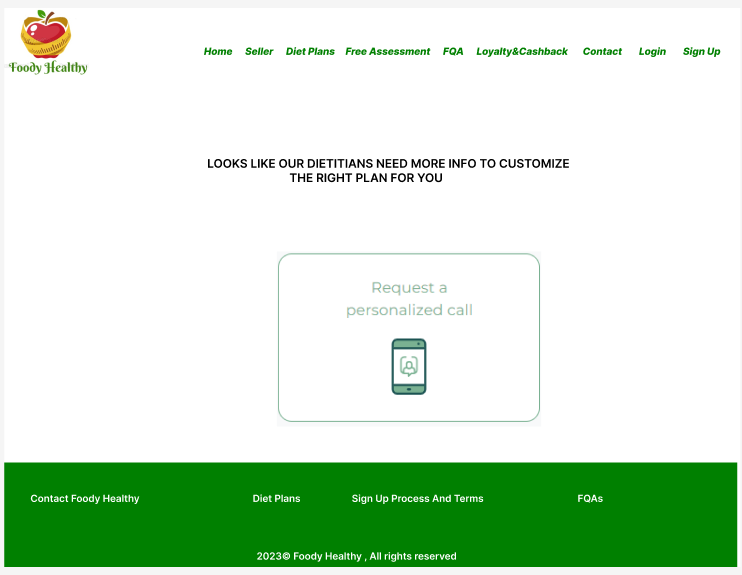 Foody Healthy
Home Seller Diet Plans Free Assessment FQA Loyalty&Cashback Contact Login Sign Up
LOOKS LIKE OUR DIETITIANS NEED MORE INFO TO CUSTOMIZE
THE RIGHT PLAN FOR YOU
Request a
personalized call
Contact Foody Healthy Diet Plans Sign Up Process And Terms FQAs
2023© Foody Healthy , All rights reserved